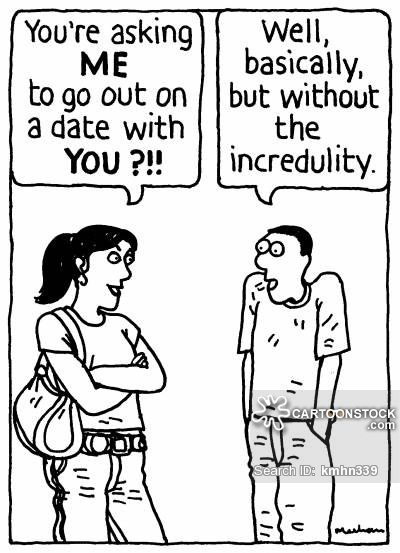 You're asking
ME
to go out on
a date with
YOU ?!!
Well,
basically,
but without
the
incredulity.
CARTOONSTOCK
.com
Search ID: kmhn339
Meehan